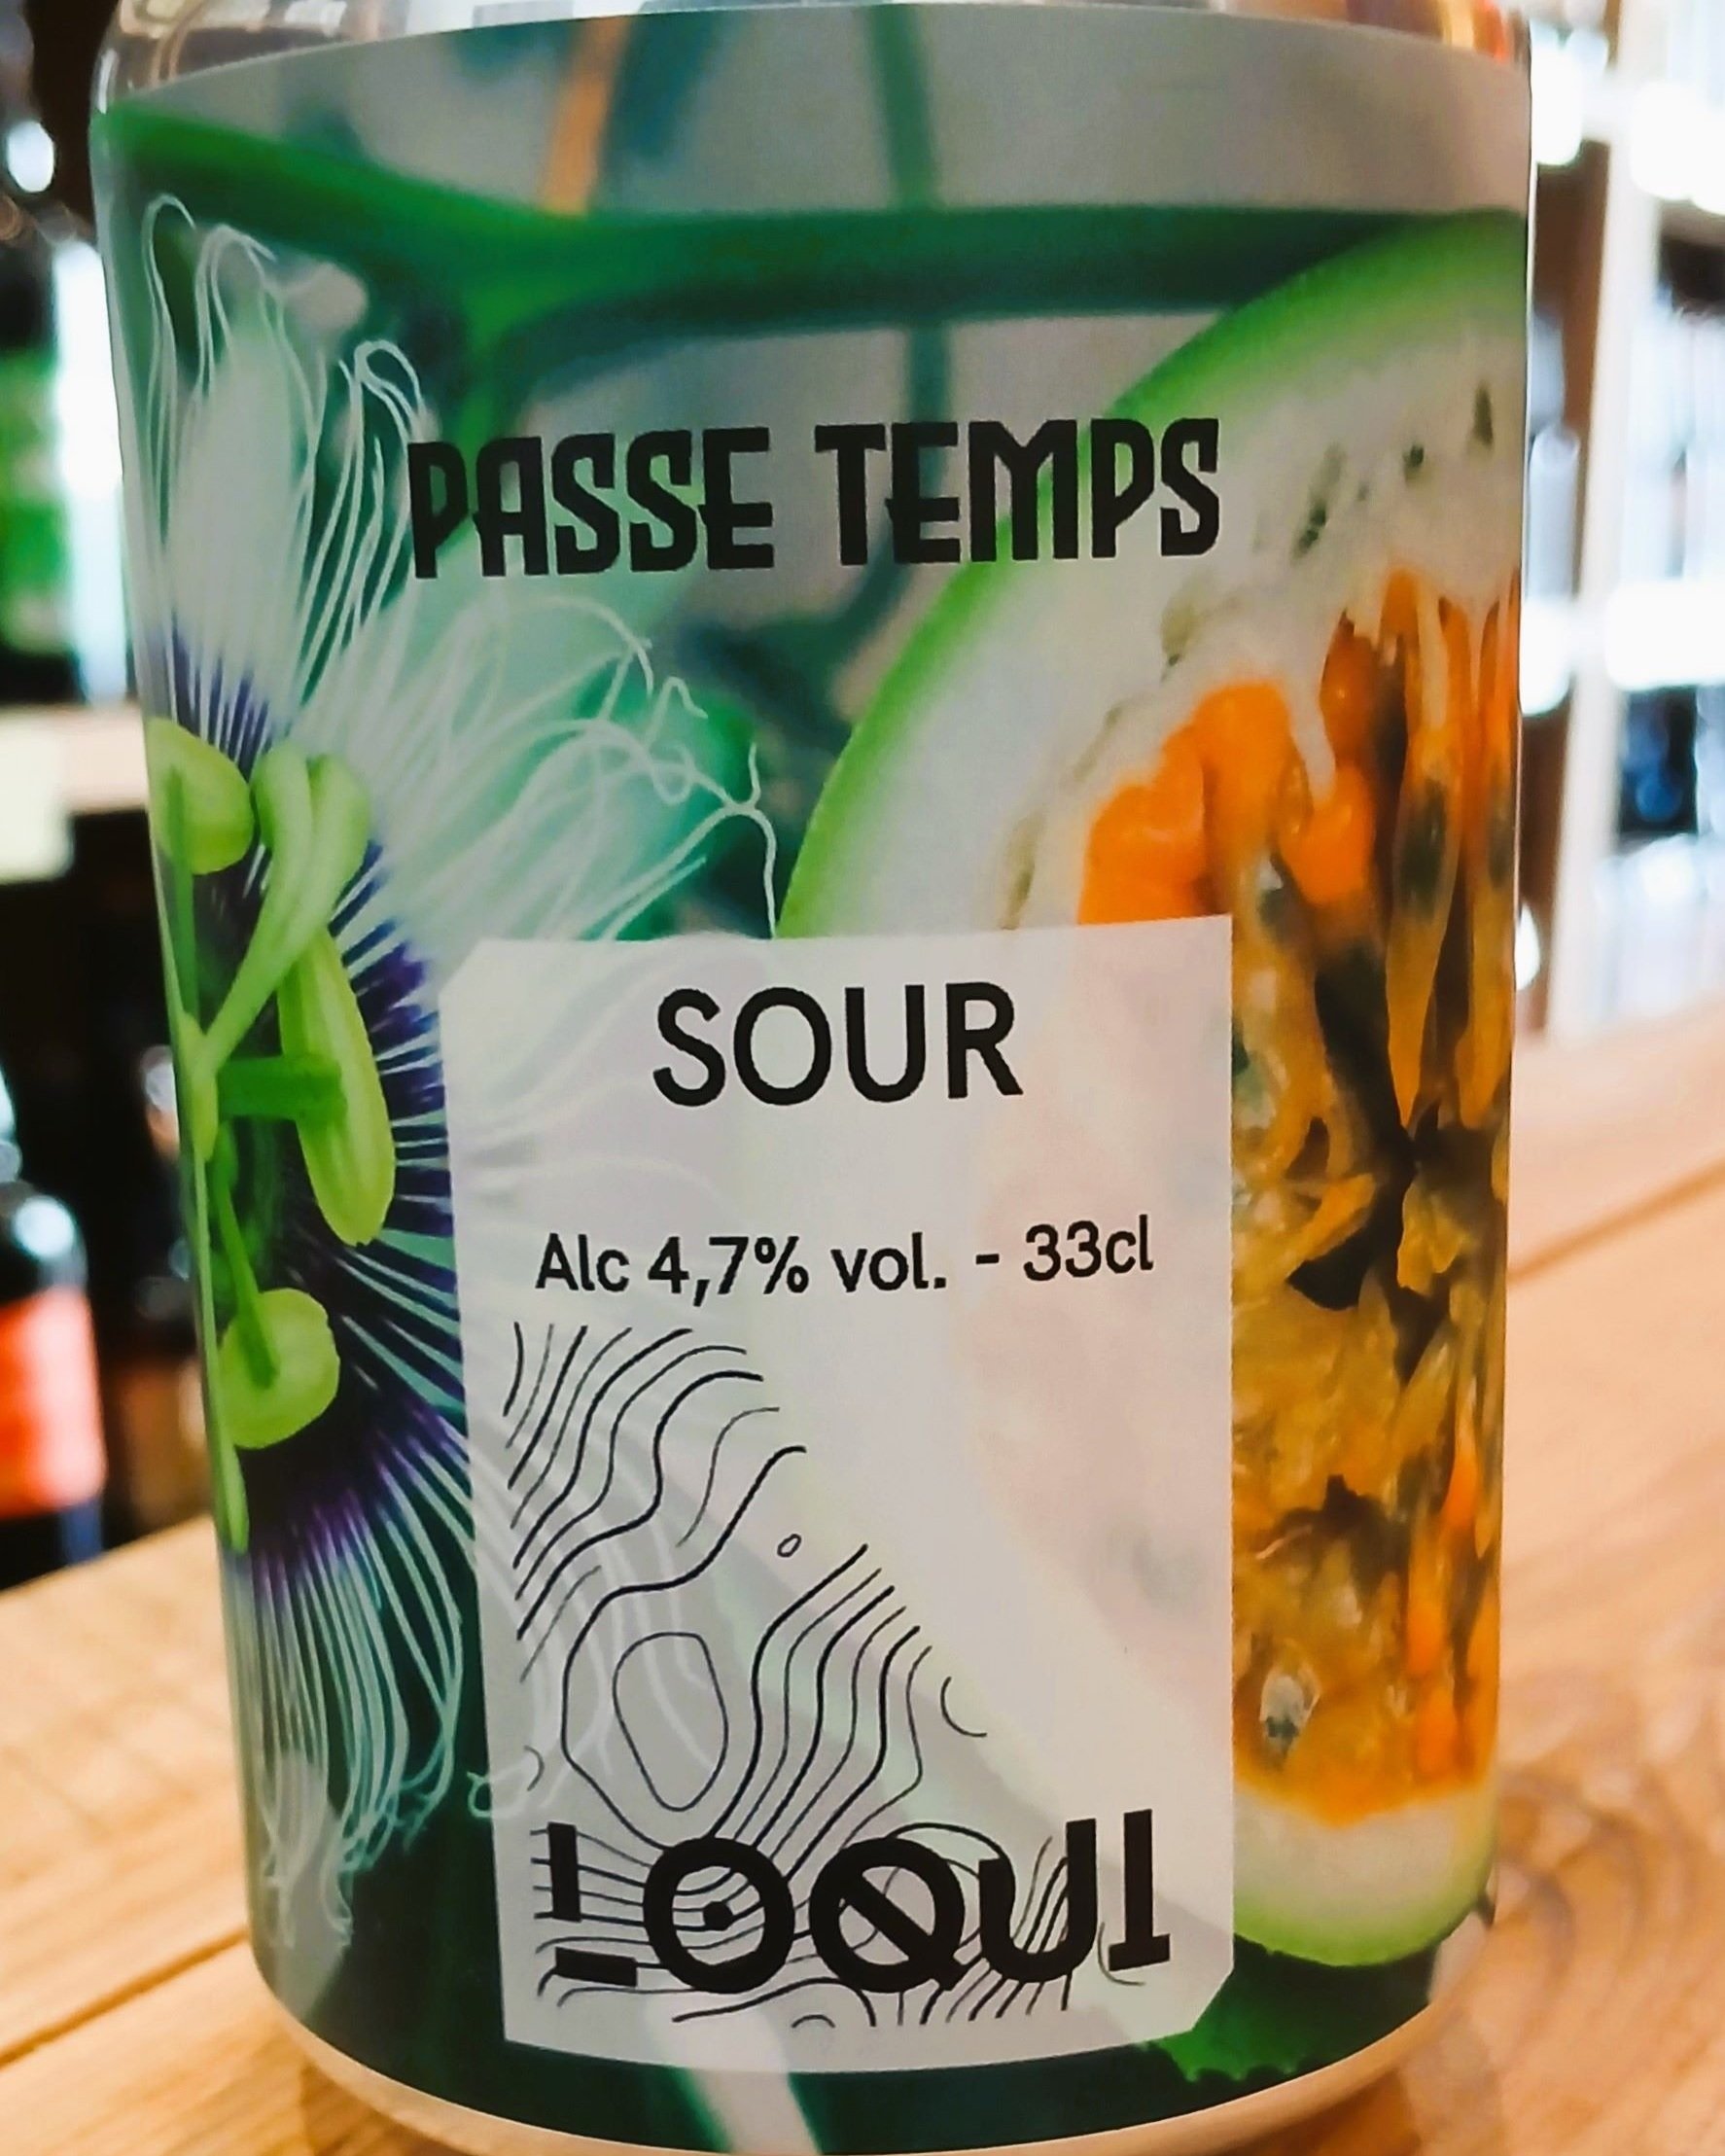 PASSE TEMPS
SOUR
Alc 4,7% vol. - 33cl
LOQUI